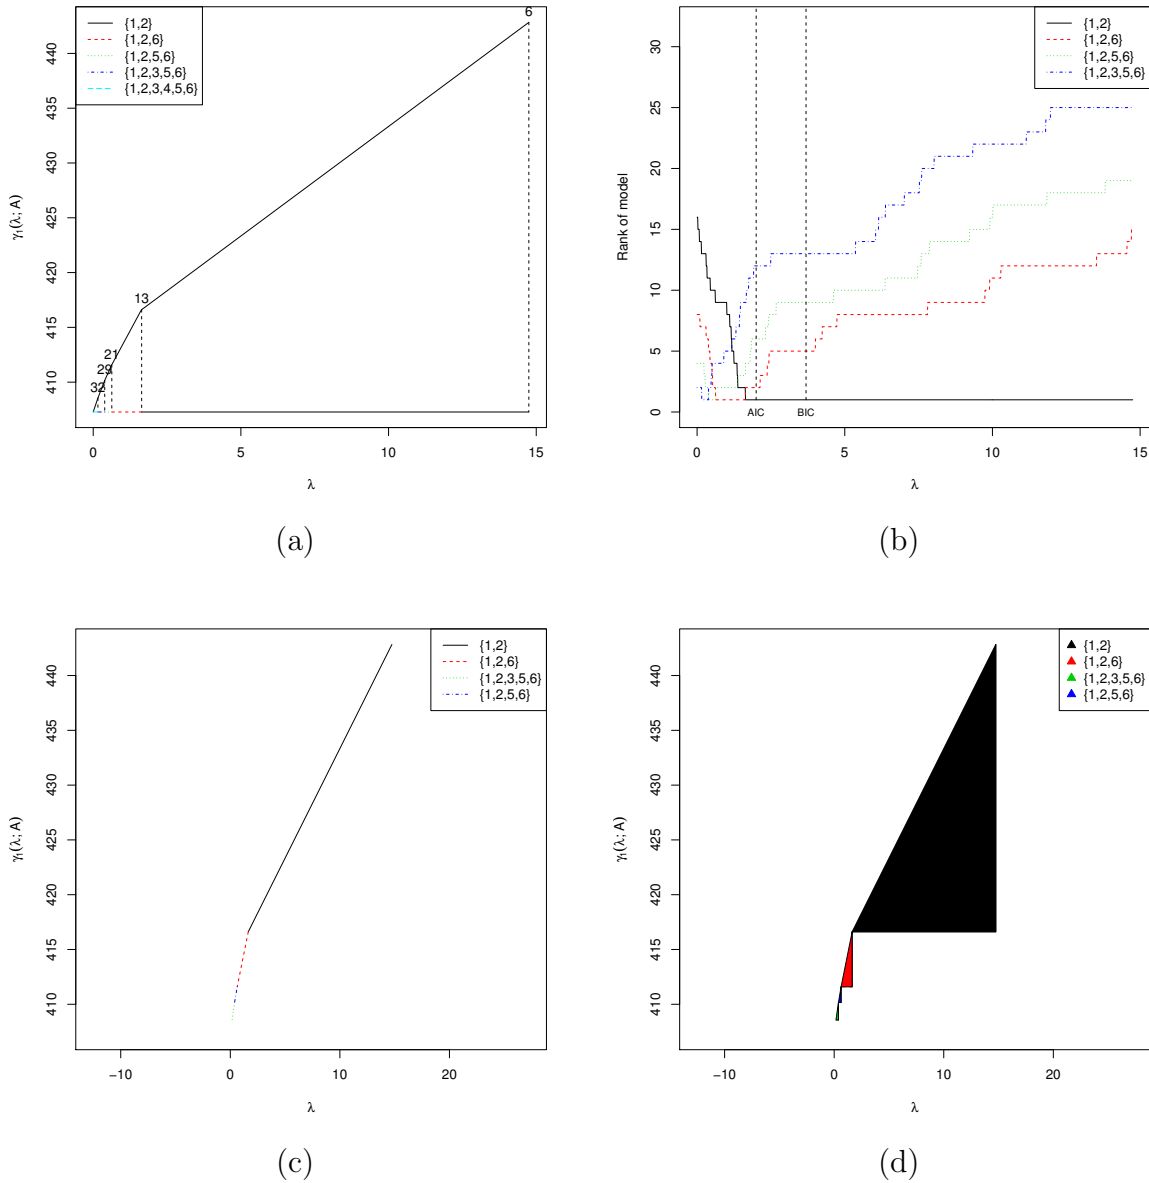 {1,2}
{1,2,6}
{1,2,5,6}
{1,2,3,5,6}
{1,2,3,4,5,6}
6
13
21
29
32
440
435
430
425
420
415
410
γ₁(λ; A)
0 5 10 15
λ
(a)
{1,2}
{1,2,6}
{1,2,5,6}
{1,2,3,5,6}
30
25
20
15
10
5
0
Rank of model
AIC BIC
0 5 10 15
λ
(b)
{1,2}
{1,2,6}
{1,2,3,5,6}
{1,2,5,6}
440
435
430
425
420
415
410
γ₁(λ; A)
−10 0 10 20
λ
(c)
{1,2}
{1,2,6}
{1,2,3,5,6}
{1,2,5,6}
440
435
430
425
420
415
410
γ₁(λ; A)
−10 0 10 20
λ
(d)